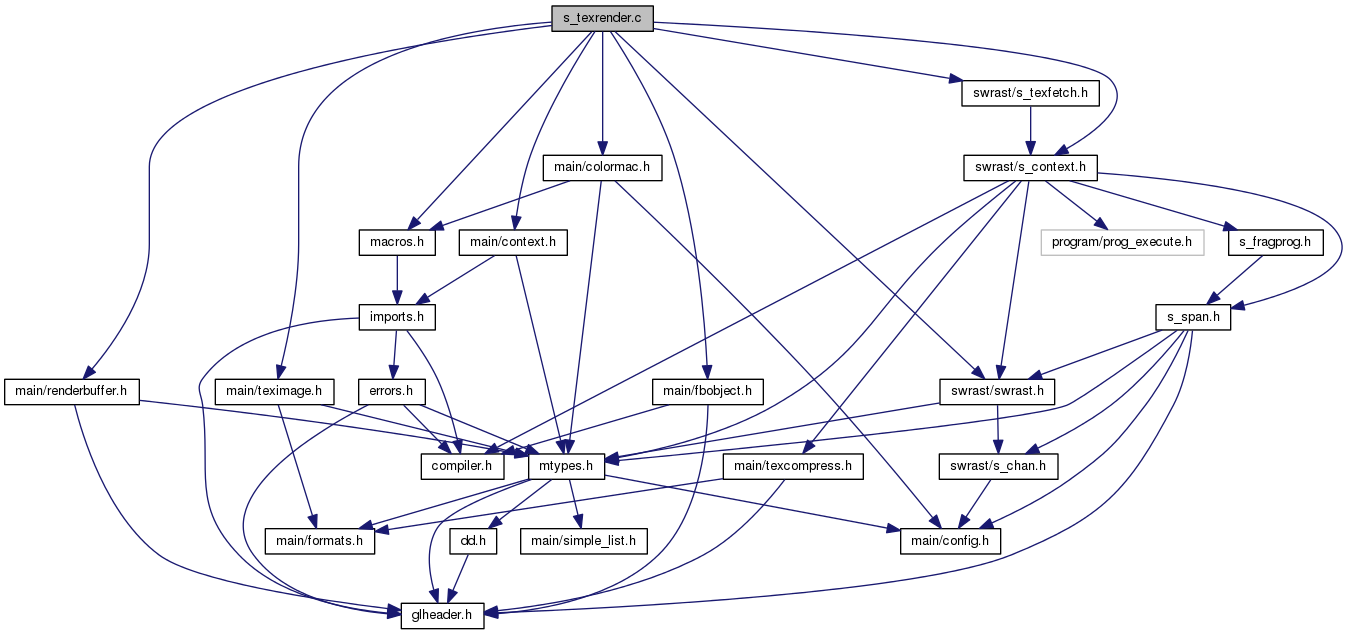 s_texrender.c
swrast/s_texfetch.h
main/colormac.h
swrast/s_context.h
macros.h
main/context.h
program/prog_execute.h
s_fragprog.h
imports.h
s_span.h
main/renderbuffer.h
main/teximage.h
errors.h
main/fbobject.h
swrast/swrast.h
compiler.h
mtypes.h
main/texcompress.h
swrast/s_chan.h
main/formats.h
dd.h
main/simple_list.h
main/config.h
glheader.h